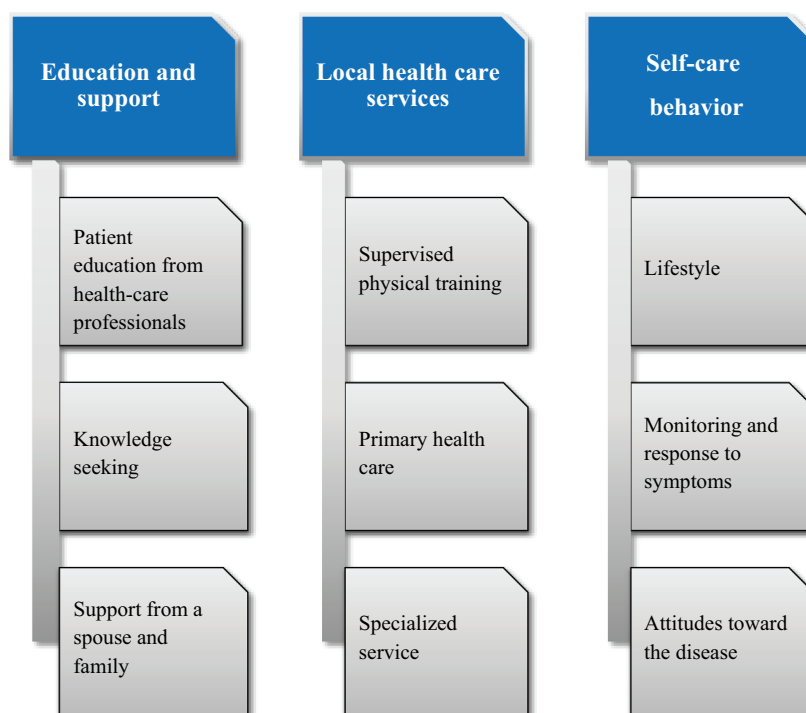 Education and
support
Patient
education from
health-care
professionals
Knowledge
seeking
Support from a
spouse and
family
Local health care
services
Supervised
physical training
Primary health
care
Specialized
service
Self-care
behavior
Lifestyle
Monitoring and
response to
symptoms
Attitudes toward
the disease